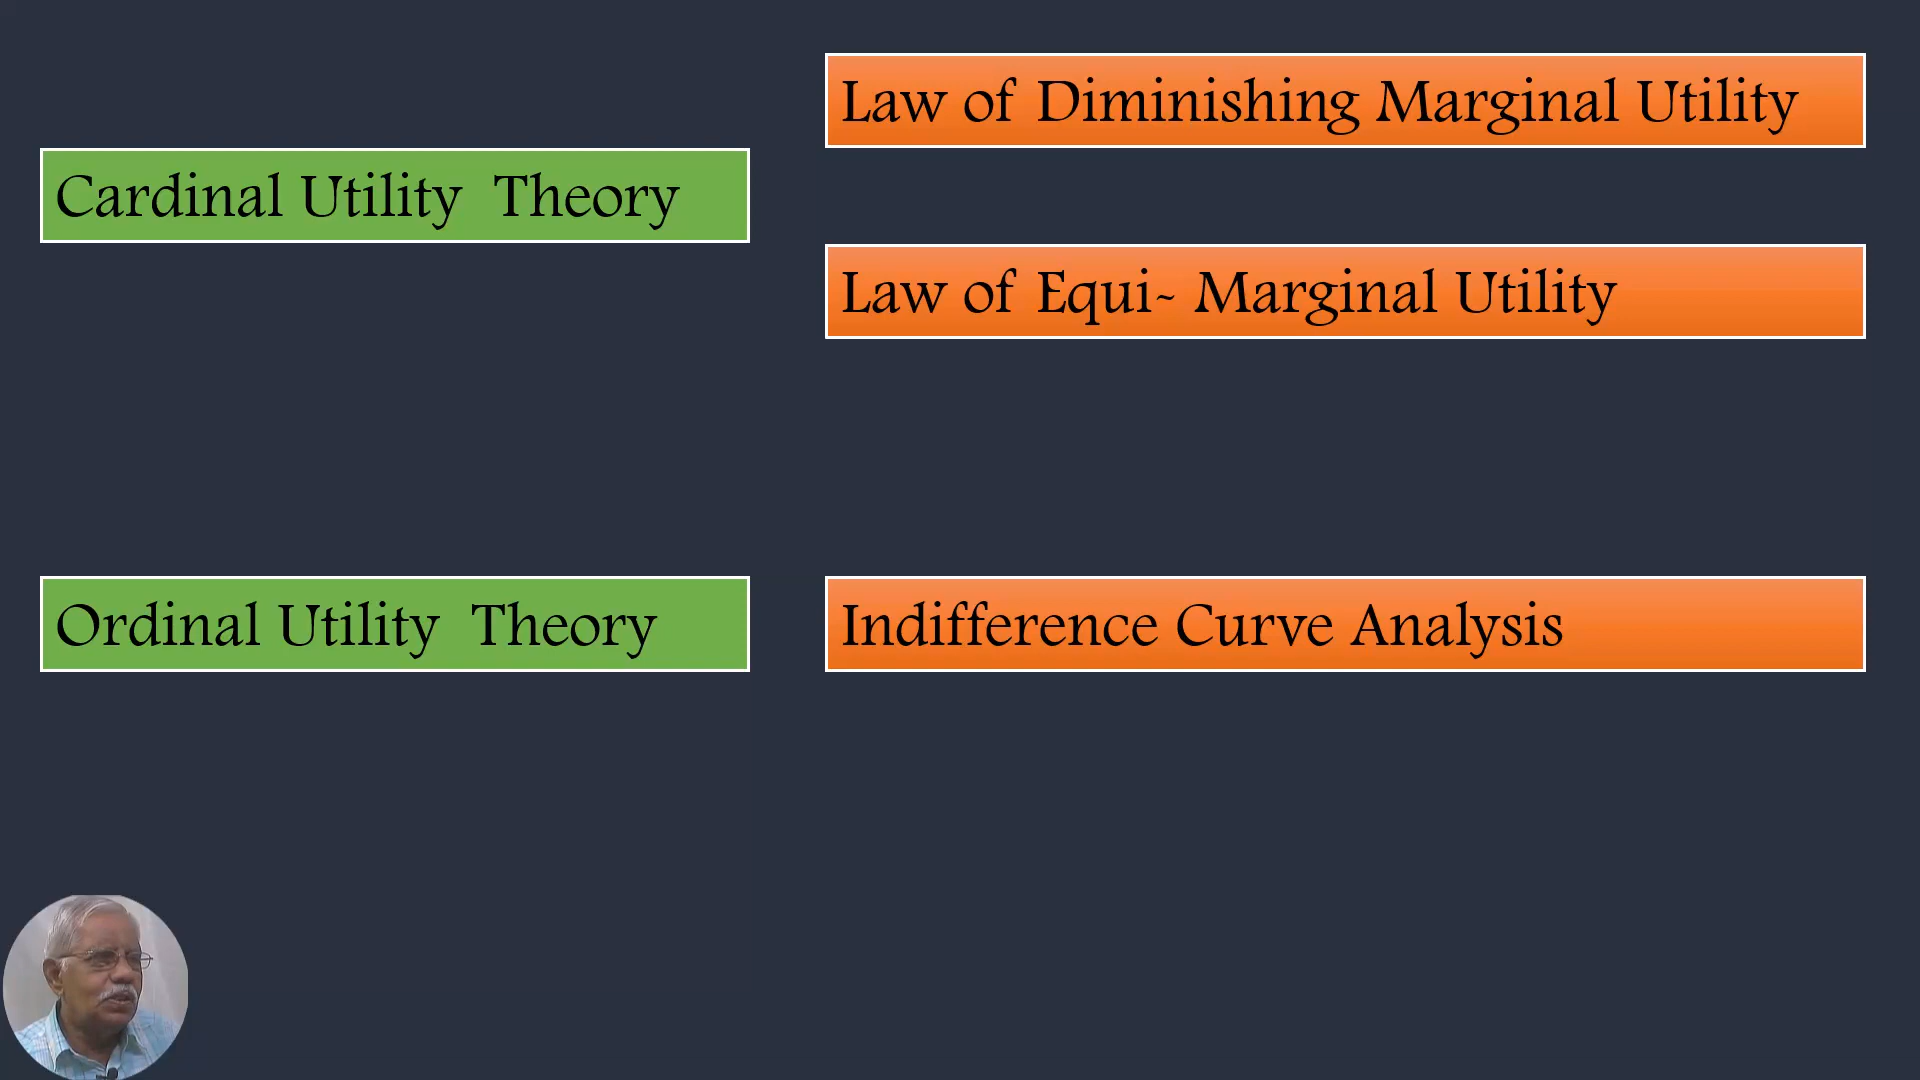 Law of Diminishing Marginal Utility
Cardinal Utility Theory
Law of Equi- Marginal Utility
Ordinal Utility Theory
Indifference Curve Analysis